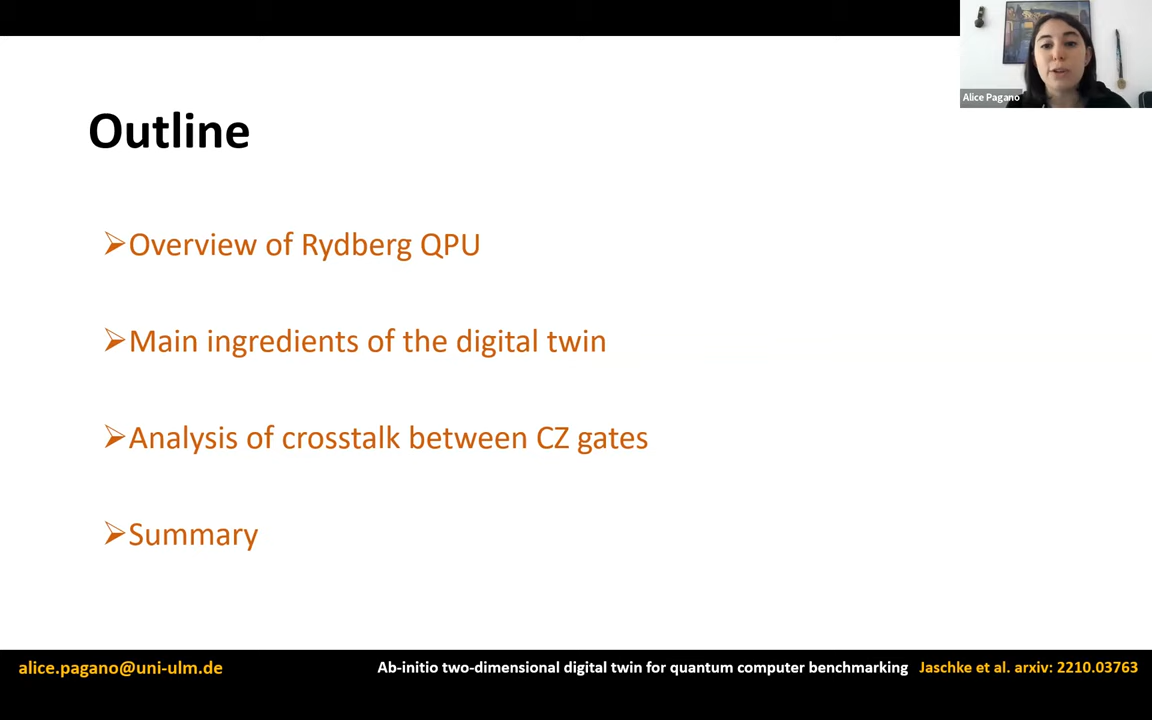 Alice Pagano
Outline
➢Overview of Rydberg QPU
➢Main ingredients of the digital twin
➢Analysis of crosstalk between CZ gates
➢Summary
alice.pagano@uni-ulm.de Ab-initio two-dimensional digital twin for quantum computer benchmarking Jaschke et al. arxiv: 2210.03763